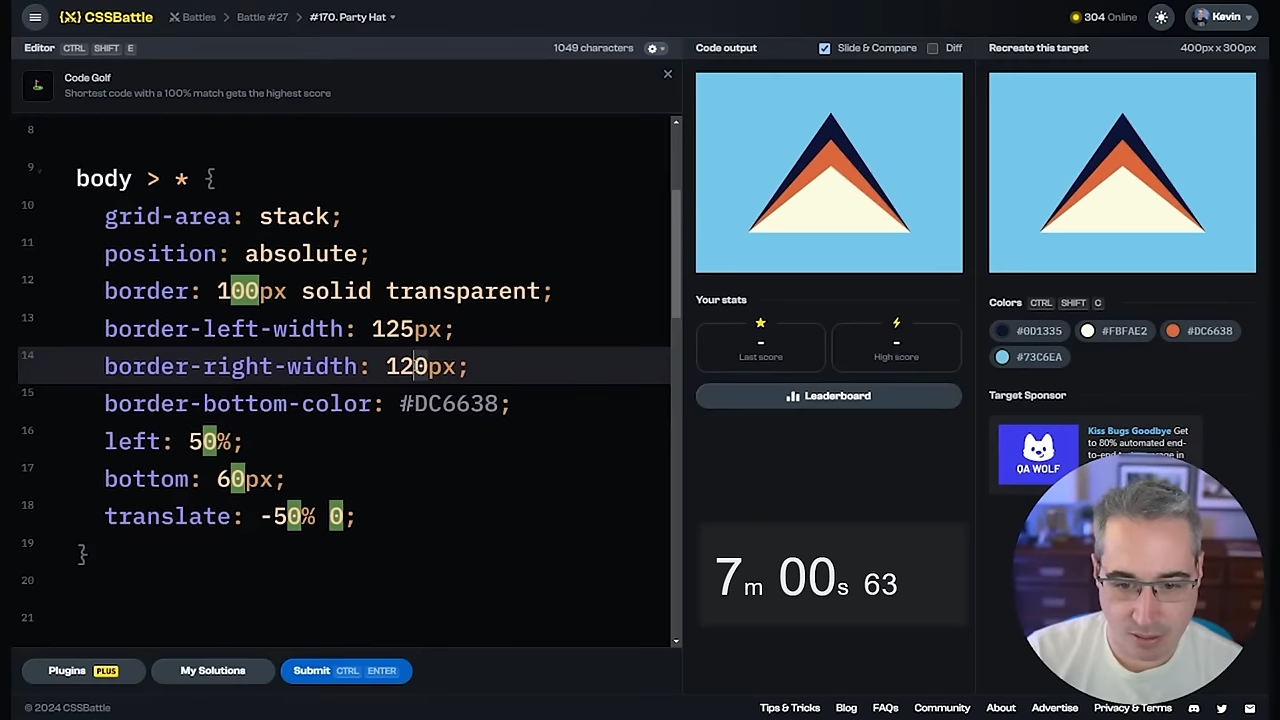 CSSBattle
Battles > Battle #27 > #170. Party Hat
304 Online
Kevin
Editor CTRL SHIFT E
1049 characters
Code output
Slide & Compare
Diff
Recreate this target
400px x 300px
Code Golf
Shortest code with a 100% match gets the highest score
8
9 body > * {
10 grid-area: stack;
11 position: absolute;
12 border: 100px solid transparent;
13 border-left-width: 125px;
14 border-right-width: 120px;
15 border-bottom-color: #DC6638;
16 left: 50%;
17 bottom: 60px;
18 translate: -50% 0;
19 }
20
21
Your stats
-
Last score
-
High score
Leaderboard
7m 00s 63
Colors CTRL SHIFT C
#0D1335 #FBFAE2 #DC6638
#73C6EA
Target Sponsor
QA WOLF
Kiss Bugs Goodbye Get
to 80% automated end-
Plugins PLUS
My Solutions
Submit CTRL ENTER
© 2024 CSSBattle
Tips & Tricks Blog FAQs Community About Advertise Privacy & Terms